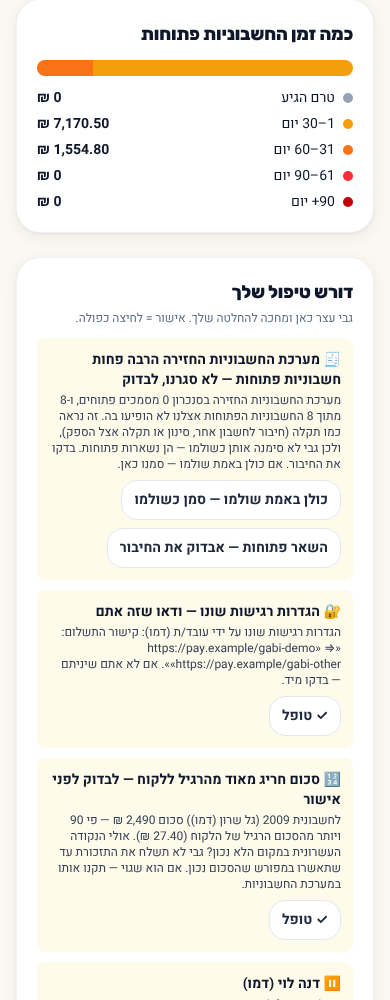 כמה זמן החשבוניות פתוחות
טרם הגיע 0 ₪
1–30 יום 7,170.50 ₪
31–60 יום 1,554.80 ₪
61–90 יום 0 ₪
90+ יום 0 ₪
דורש טיפול שלך
גבי עצר כאן ומחכה להחלטה שלך. אישור = לחיצה כפולה.
🧾 מערכת החשבוניות החזירה הרבה פחות
חשבוניות פתוחות — לא סגרנו, לבדוק
מערכת החשבוניות החזירה בסנכרון 0 מסמכים פתוחים, ו-8
מתוך 8 החשבוניות הפתוחות אצלנו לא הופיעו בה. זה נראה
כמו תקלה (חיבור לחשבון אחר, סינון או תקלה אצל הספק),
ולכן גבי לא סימנה אותן כשולמו — הן נשארות פתוחות. בדקו
את החיבור. אם כולן באמת שולמו — סמנו כאן.
כולן באמת שולמו — סמן כשולמו
השאר פתוחות — אבדוק את החיבור
🔐 הגדרות רגישות שונו — ודאו שזה אתם
הגדרות רגישות שונו על ידי עובד/ת (דמו): קישור התשלום:
«https://pay.example/gabi-demo» ⇒
«https://pay.example/gabi-other». אם לא אתם שיניתם
— בדקו מיד.
✓ טופל
🔢 סכום חריג מאוד מהרגיל ללקוח — לבדוק לפני
אישור
לחשבונית 2009 (גל שרון (דמו)) סכום 2,490 ₪ — פי 90
ויותר מהסכום הרגיל של הלקוח (27.40 ₪). אולי הנקודה
העשרונית במקום הלא נכון? גבי לא תשלח את התזכורת עד
שתאשרו במפורש שהסכום נכון. אם הוא שגוי — תקנו אותו
במערכת החשבוניות.
✓ טופל
⏸️ דנה לוי (דמו)